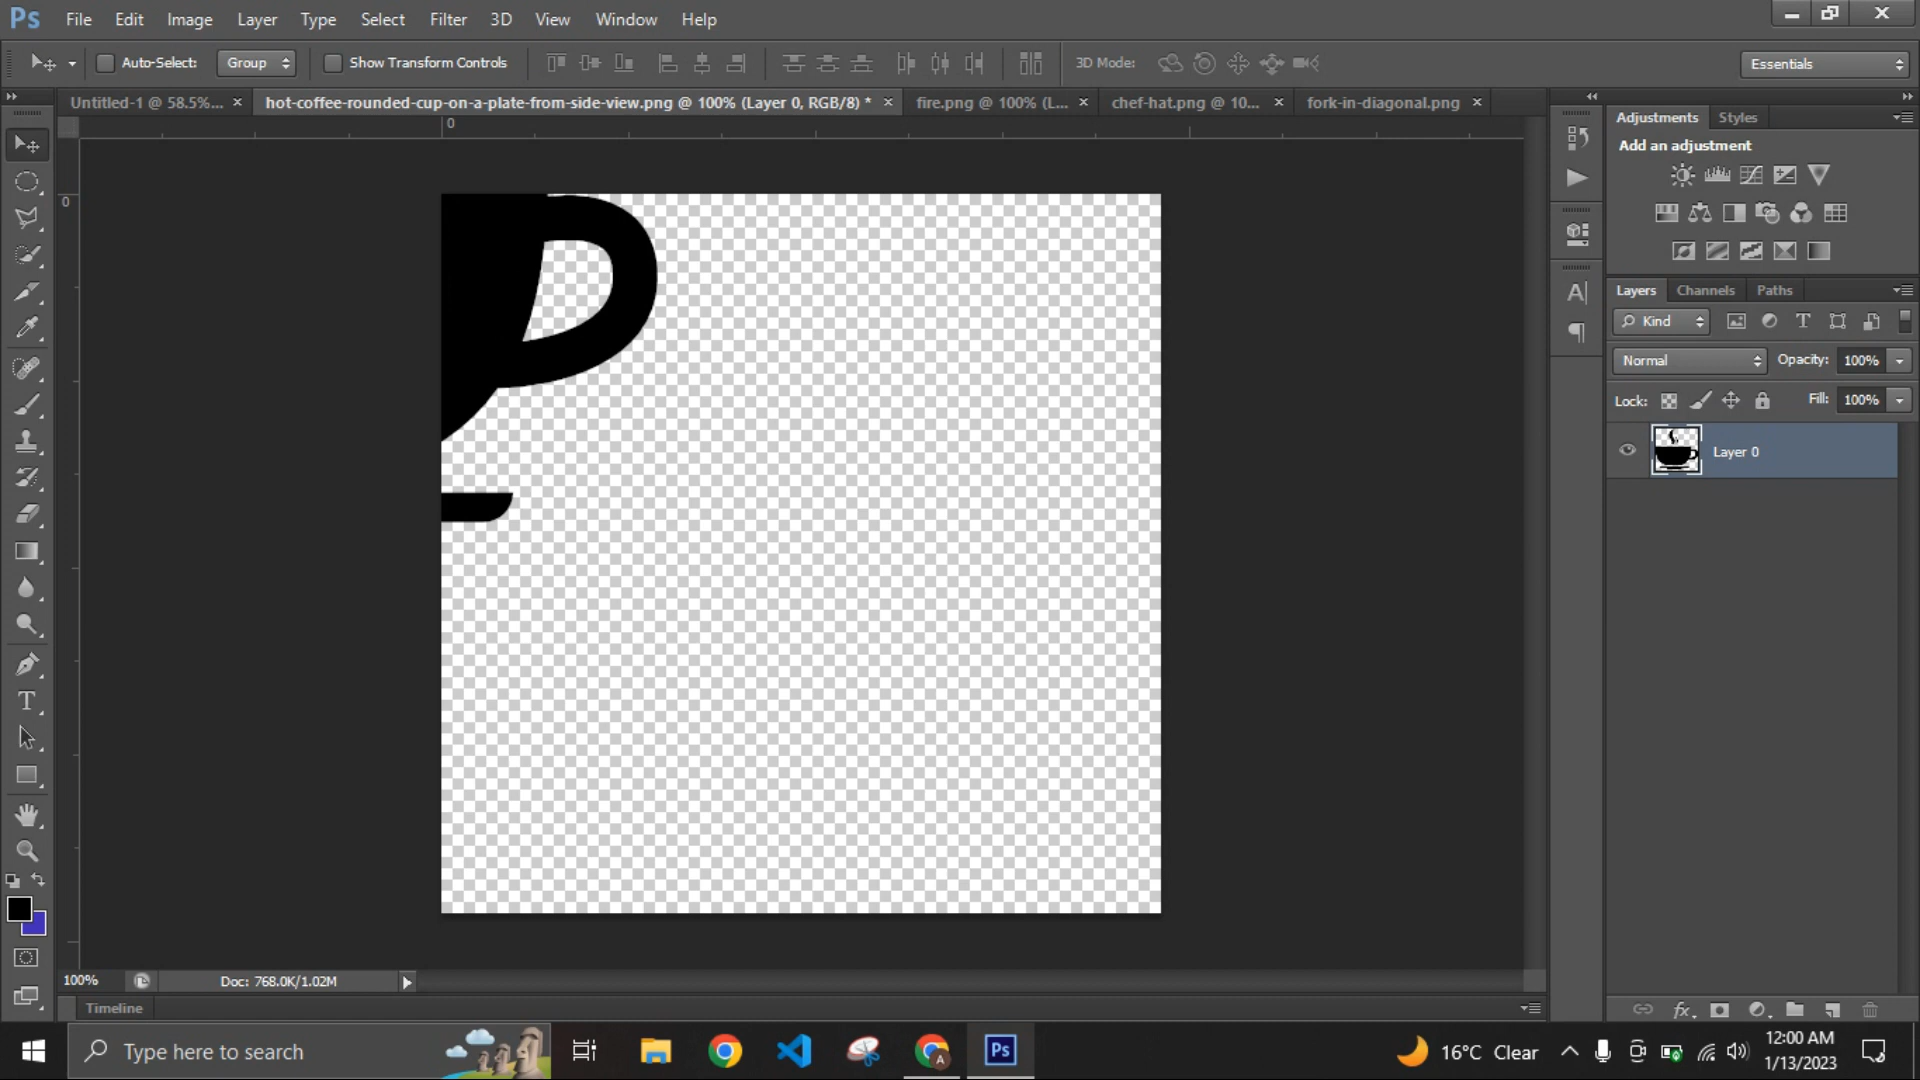 Ps File Edit Image Layer Type Select Filter 3D View Window Help
Auto-Select: Group Show Transform Controls 3D Mode: Essentials
Untitled-1 @ 58.5%... × hot-coffee-rounded-cup-on-a-plate-from-side-view.png @ 100% (Layer 0, RGB/8) * × fire.png @ 100% (L... × chef-hat.png @ 10... × fork-in-diagonal.png ×
0
0
Adjustments Styles
Add an adjustment
Layers Channels Paths
Kind
Normal Opacity: 100%
Lock: Fill: 100%
Layer 0
100% Doc: 768.0K/1.02M
Timeline
Type here to search
Ps
16°C Clear
12:00 AM
1/13/2023